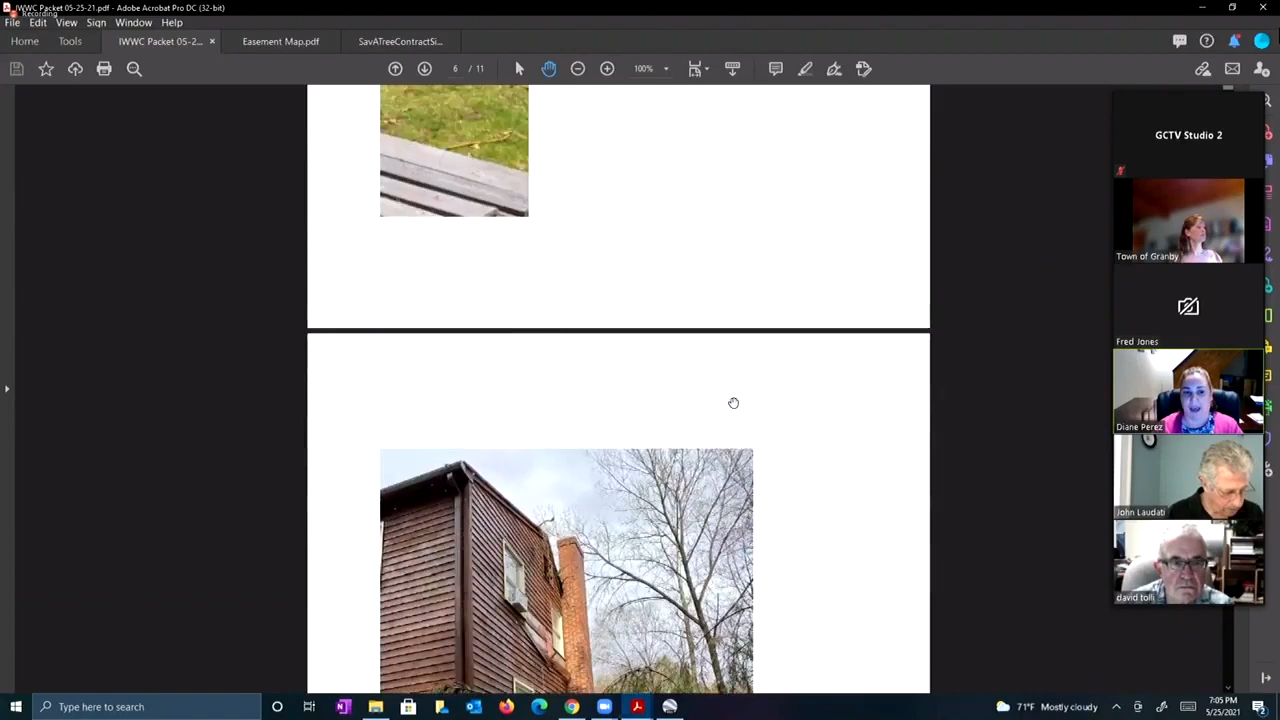 IWWC Packet 05-25-21.pdf - Adobe Acrobat Pro DC (32-bit)
Recording
File Edit View Sign Window Help
Home Tools IWWC Packet 05-2... × Easement Map.pdf SavATreeContractSi...
6 / 11 100%
GCTV Studio 2
Town of Granby
Fred Jones
Diane Perez
John Laudati
david tolli
Type here to search
71°F Mostly cloudy
7:05 PM
5/25/2021
2